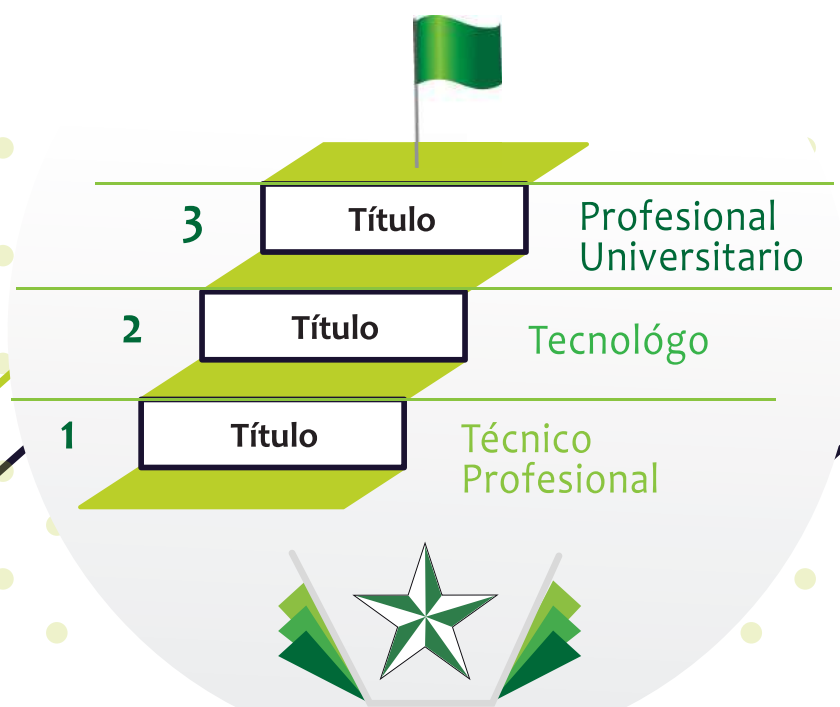 3
Título
Profesional
Universitario
2
Título
Tecnológo
1
Título
Técnico
Profesional